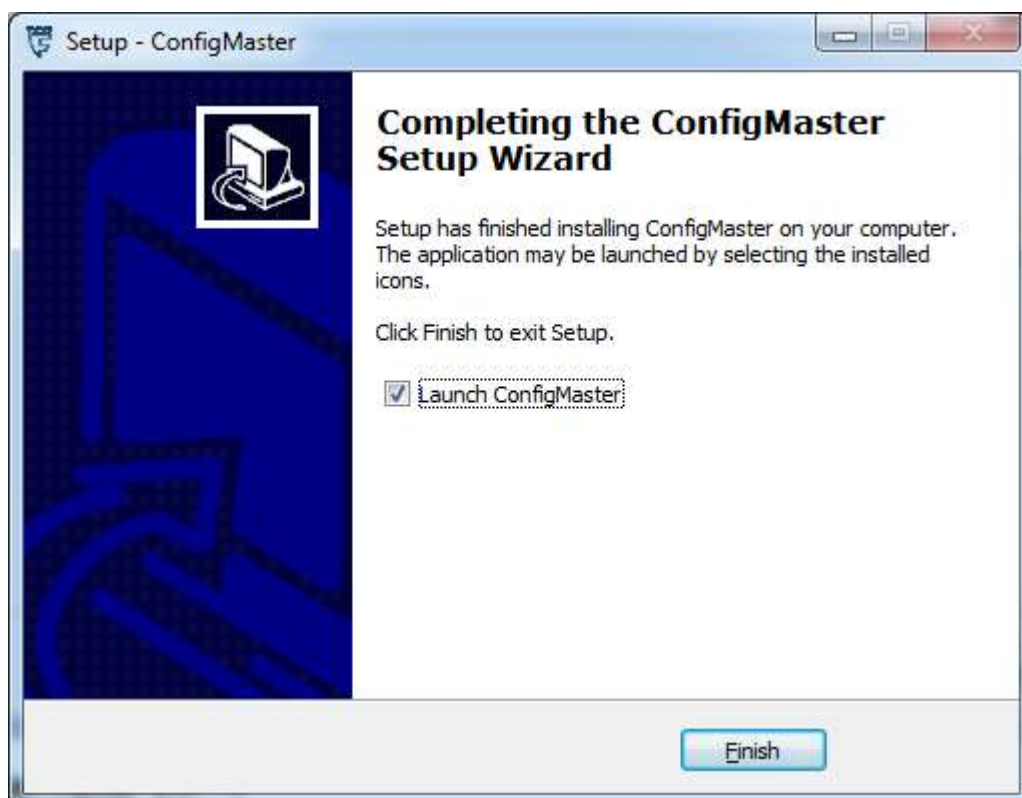 Setup - ConfigMaster
Completing the ConfigMaster
Setup Wizard
Setup has finished installing ConfigMaster on your computer.
The application may be launched by selecting the installed
icons.
Click Finish to exit Setup.
Launch ConfigMaster
Finish